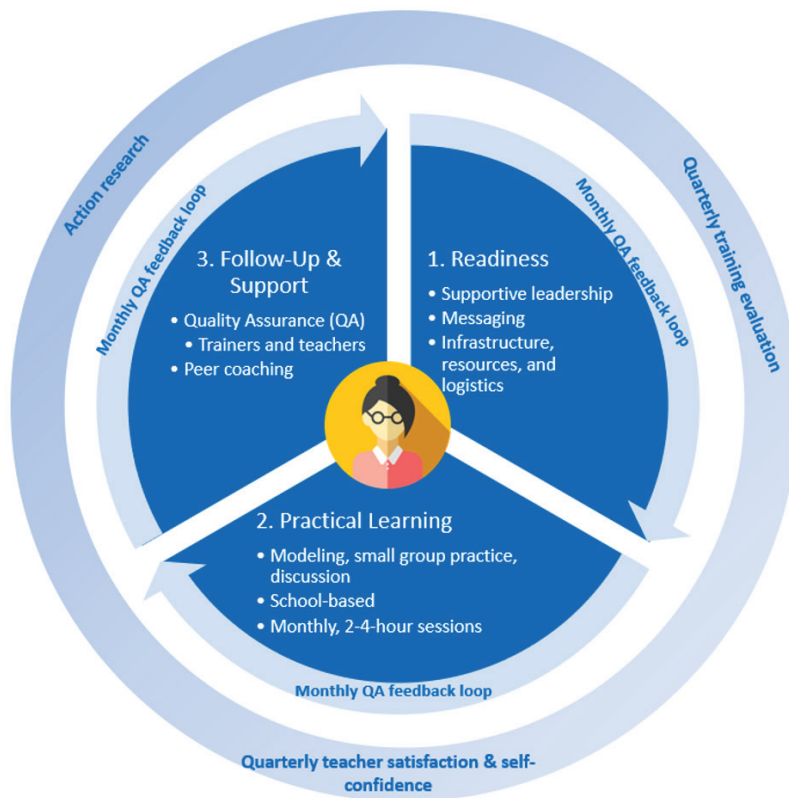 Action research
Monthly QA feedback loop
3. Follow-Up &
Support
• Quality Assurance (QA)
• Trainers and teachers
• Peer coaching
1. Readiness
• Supportive leadership
• Messaging
• Infrastructure,
resources, and
logistics
Monthly QA feedback loop
Quarterly training evaluation
2. Practical Learning
• Modeling, small group practice,
discussion
• School-based
• Monthly, 2-4-hour sessions
Monthly QA feedback loop
Quarterly teacher satisfaction & self-
confidence